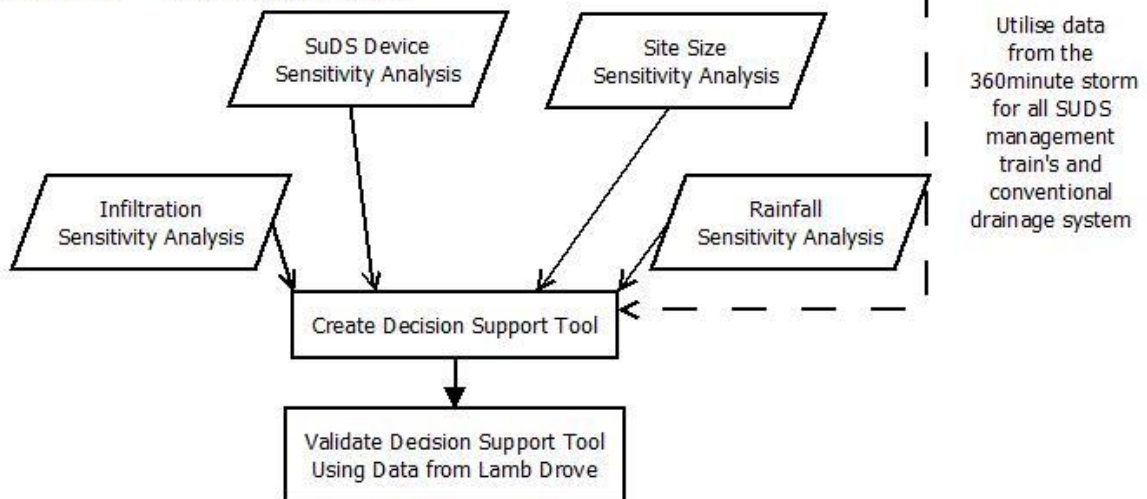 SuDS Device
Sensitivity Analysis
Site Size
Sensitivity Analysis
Utilise data
from the
360minute storm
for all SUDS
management
train's and
conventional
drainage system
Infiltration
Sensitivity Analysis
Rainfall
Sensitivity Analysis
Create Decision Support Tool
Validate Decision Support Tool
Using Data from Lamb Drove